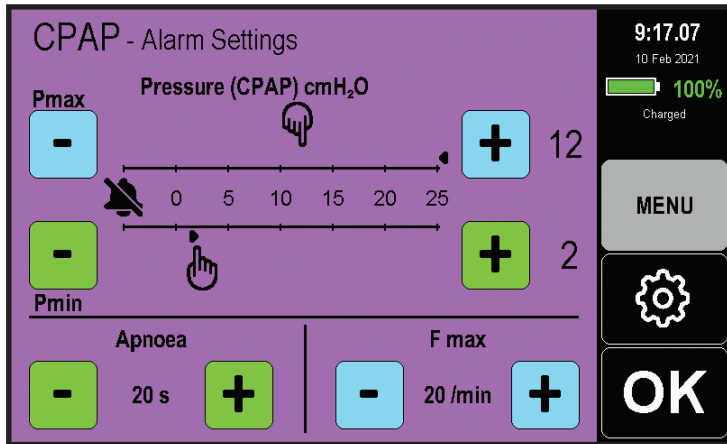 CPAP - Alarm Settings
Pressure (CPAP) cmH₂O
Pmax
- + 12
0 5 10 15 20 25
- + 2
Pmin
Apnoea
- 20 s +
F max
- 20 /min +
9:17.07
10 Feb 2021
100%
Charged
MENU
OK